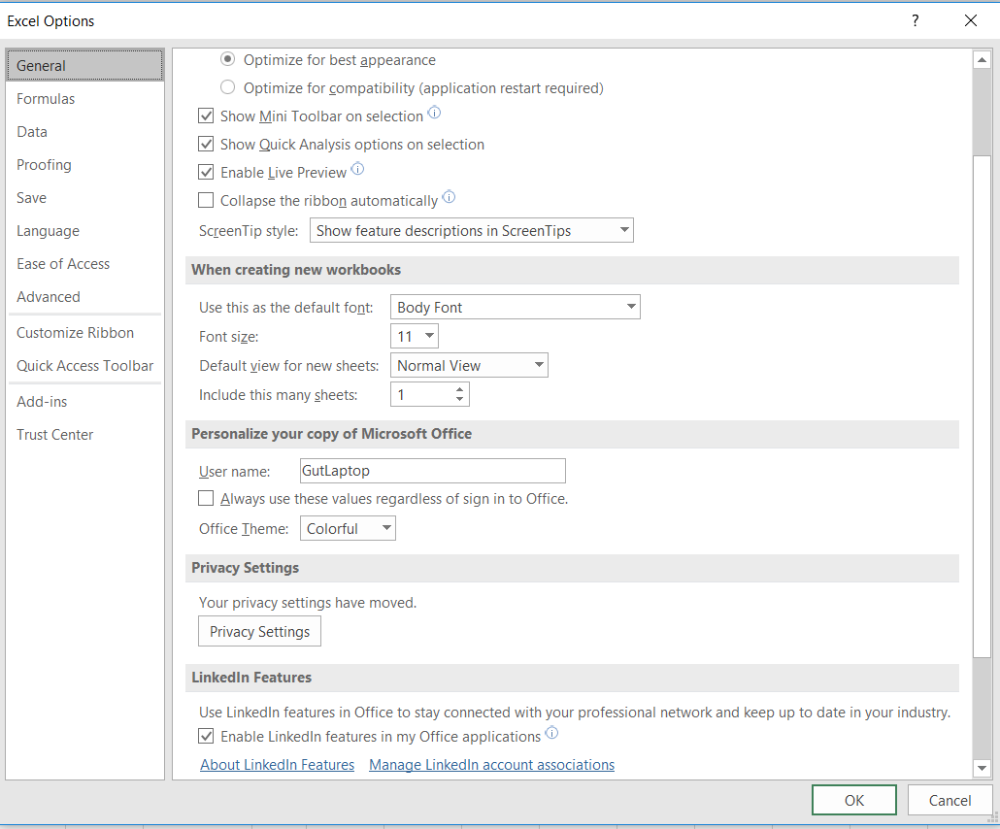 Excel Options
?
General
Formulas
Data
Proofing
Save
Language
Ease of Access
Advanced
Customize Ribbon
Quick Access Toolbar
Add-ins
Trust Center
Optimize for best appearance
Optimize for compatibility (application restart required)
Show Mini Toolbar on selection
Show Quick Analysis options on selection
Enable Live Preview
Collapse the ribbon automatically
ScreenTip style: Show feature descriptions in ScreenTips
When creating new workbooks
Use this as the default font: Body Font
Font size: 11
Default view for new sheets: Normal View
Include this many sheets: 1
Personalize your copy of Microsoft Office
User name: GutLaptop
Always use these values regardless of sign in to Office.
Office Theme: Colorful
Privacy Settings
Your privacy settings have moved.
Privacy Settings
LinkedIn Features
Use LinkedIn features in Office to stay connected with your professional network and keep up to date in your industry.
Enable LinkedIn features in my Office applications
About LinkedIn Features Manage LinkedIn account associations
OK Cancel